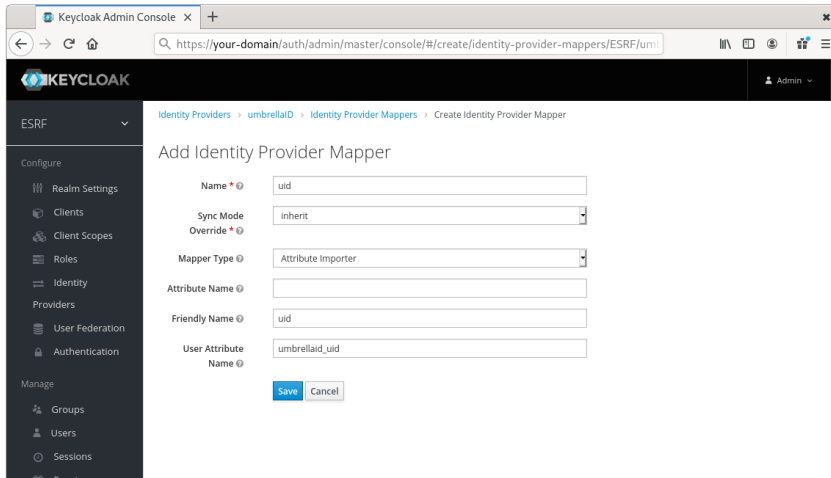 Keycloak Admin Console × +
https://your-domain/auth/admin/master/console/#/create/identity-provider-mappers/ESRF/umb
KEYCLOAK
Admin
ESRF
Identity Providers > umbrellaID > Identity Provider Mappers > Create Identity Provider Mapper
Add Identity Provider Mapper
Configure
Realm Settings
Clients
Client Scopes
Roles
Identity
Providers
User Federation
Authentication
Manage
Groups
Users
Sessions
Name * uid
Sync Mode
Override * inherit
Mapper Type Attribute Importer
Attribute Name
Friendly Name uid
User Attribute
Name umbrellaid_uid
Save Cancel